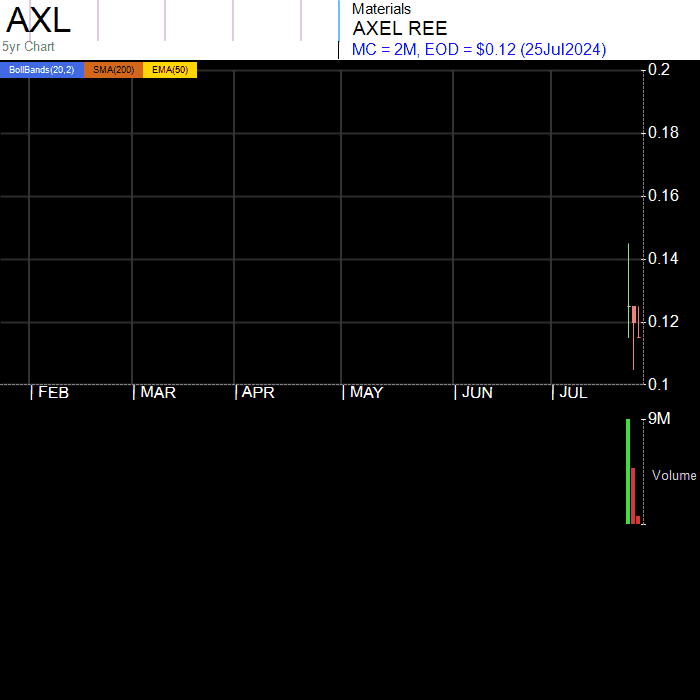 AXL
5yr Chart
Materials
AXEL REE
MC = 2M, EOD = $0.12 (25Jul2024)
BollBands(20,2) SMA(200) EMA(50)
0.2
0.18
0.16
0.14
0.12
0.1
FEB MAR APR MAY JUN JUL
9M
Volume